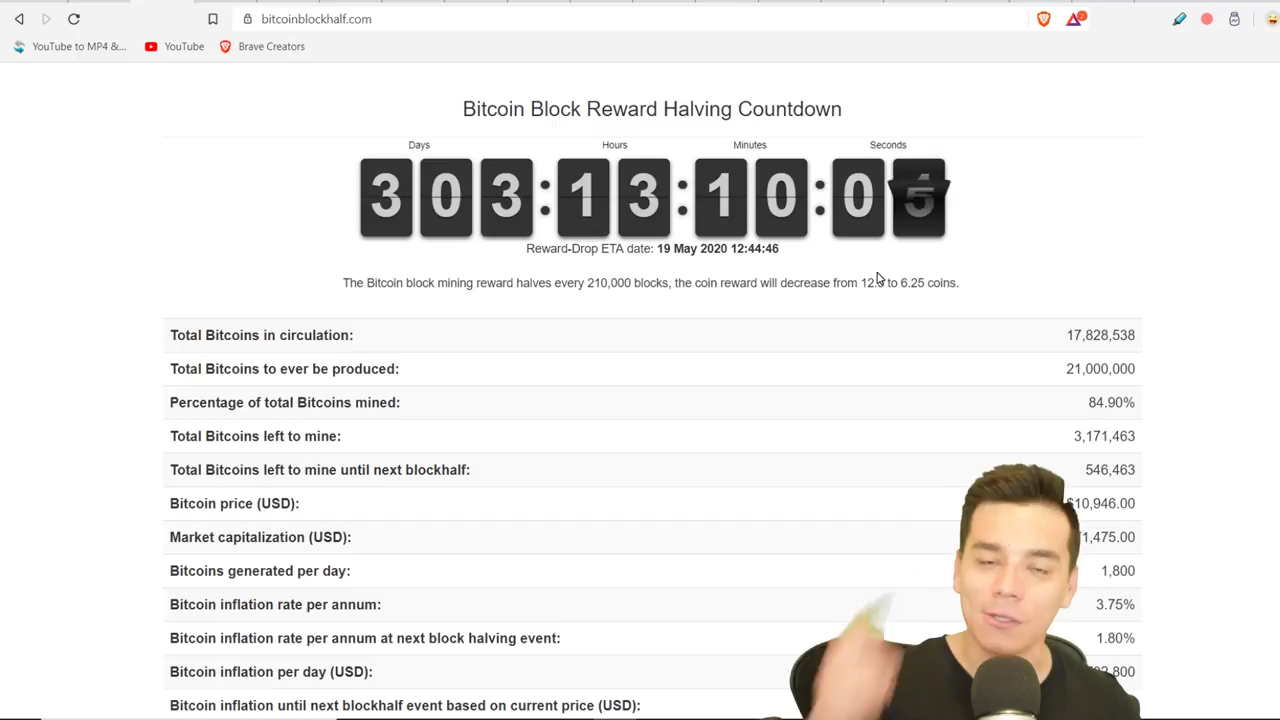 bitcoinblockhalf.com
2
YouTube to MP4 &... YouTube Brave Creators
Bitcoin Block Reward Halving Countdown
Days Hours Minutes Seconds
303:13:10:05
Reward-Drop ETA date: 19 May 2020 12:44:46
The Bitcoin block mining reward halves every 210,000 blocks, the coin reward will decrease from to 6.25 coins.
Total Bitcoins in circulation: 17,828,538
Total Bitcoins to ever be produced: 21,000,000
Percentage of total Bitcoins mined: 84.90%
Total Bitcoins left to mine: 3,171,463
Total Bitcoins left to mine until next blockhalf: 546,463
Bitcoin price (USD): $10,946.00
Market capitalization (USD):
Bitcoins generated per day: 1,800
Bitcoin inflation rate per annum: 3.75%
Bitcoin inflation rate per annum at next block halving event: 1.80%
Bitcoin inflation per day (USD):
Bitcoin inflation until next blockhalf event based on current price (USD):